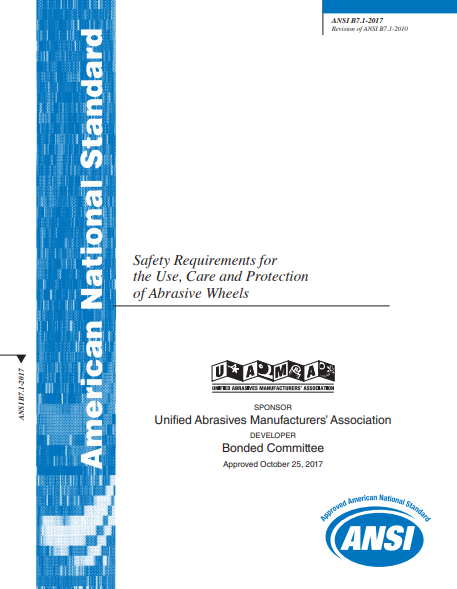 ANSI B7.1-2017
Revision of ANSI B7.1-2010
American National Standard
Safety Requirements for
the Use, Care and Protection
of Abrasive Wheels
ANSI B7.1-2017
U A M A
UNIFIED ABRASIVES MANUFACTURERS' ASSOCIATION
SPONSOR
Unified Abrasives Manufacturers' Association
DEVELOPER
Bonded Committee
Approved October 25, 2017
Approved American National Standard
ANSI